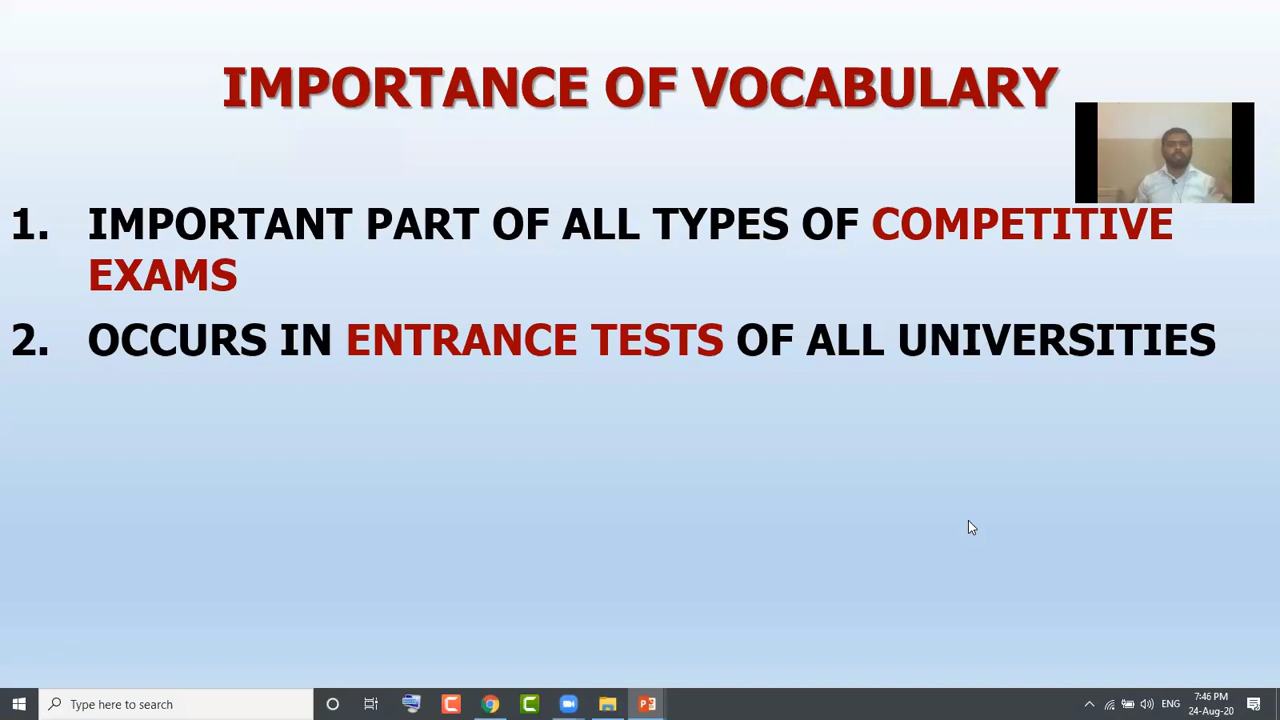 IMPORTANCE OF VOCABULARY
1. IMPORTANT PART OF ALL TYPES OF COMPETITIVE
EXAMS
2. OCCURS IN ENTRANCE TESTS OF ALL UNIVERSITIES
Type here to search
ENG
7:46 PM
24-Aug-20